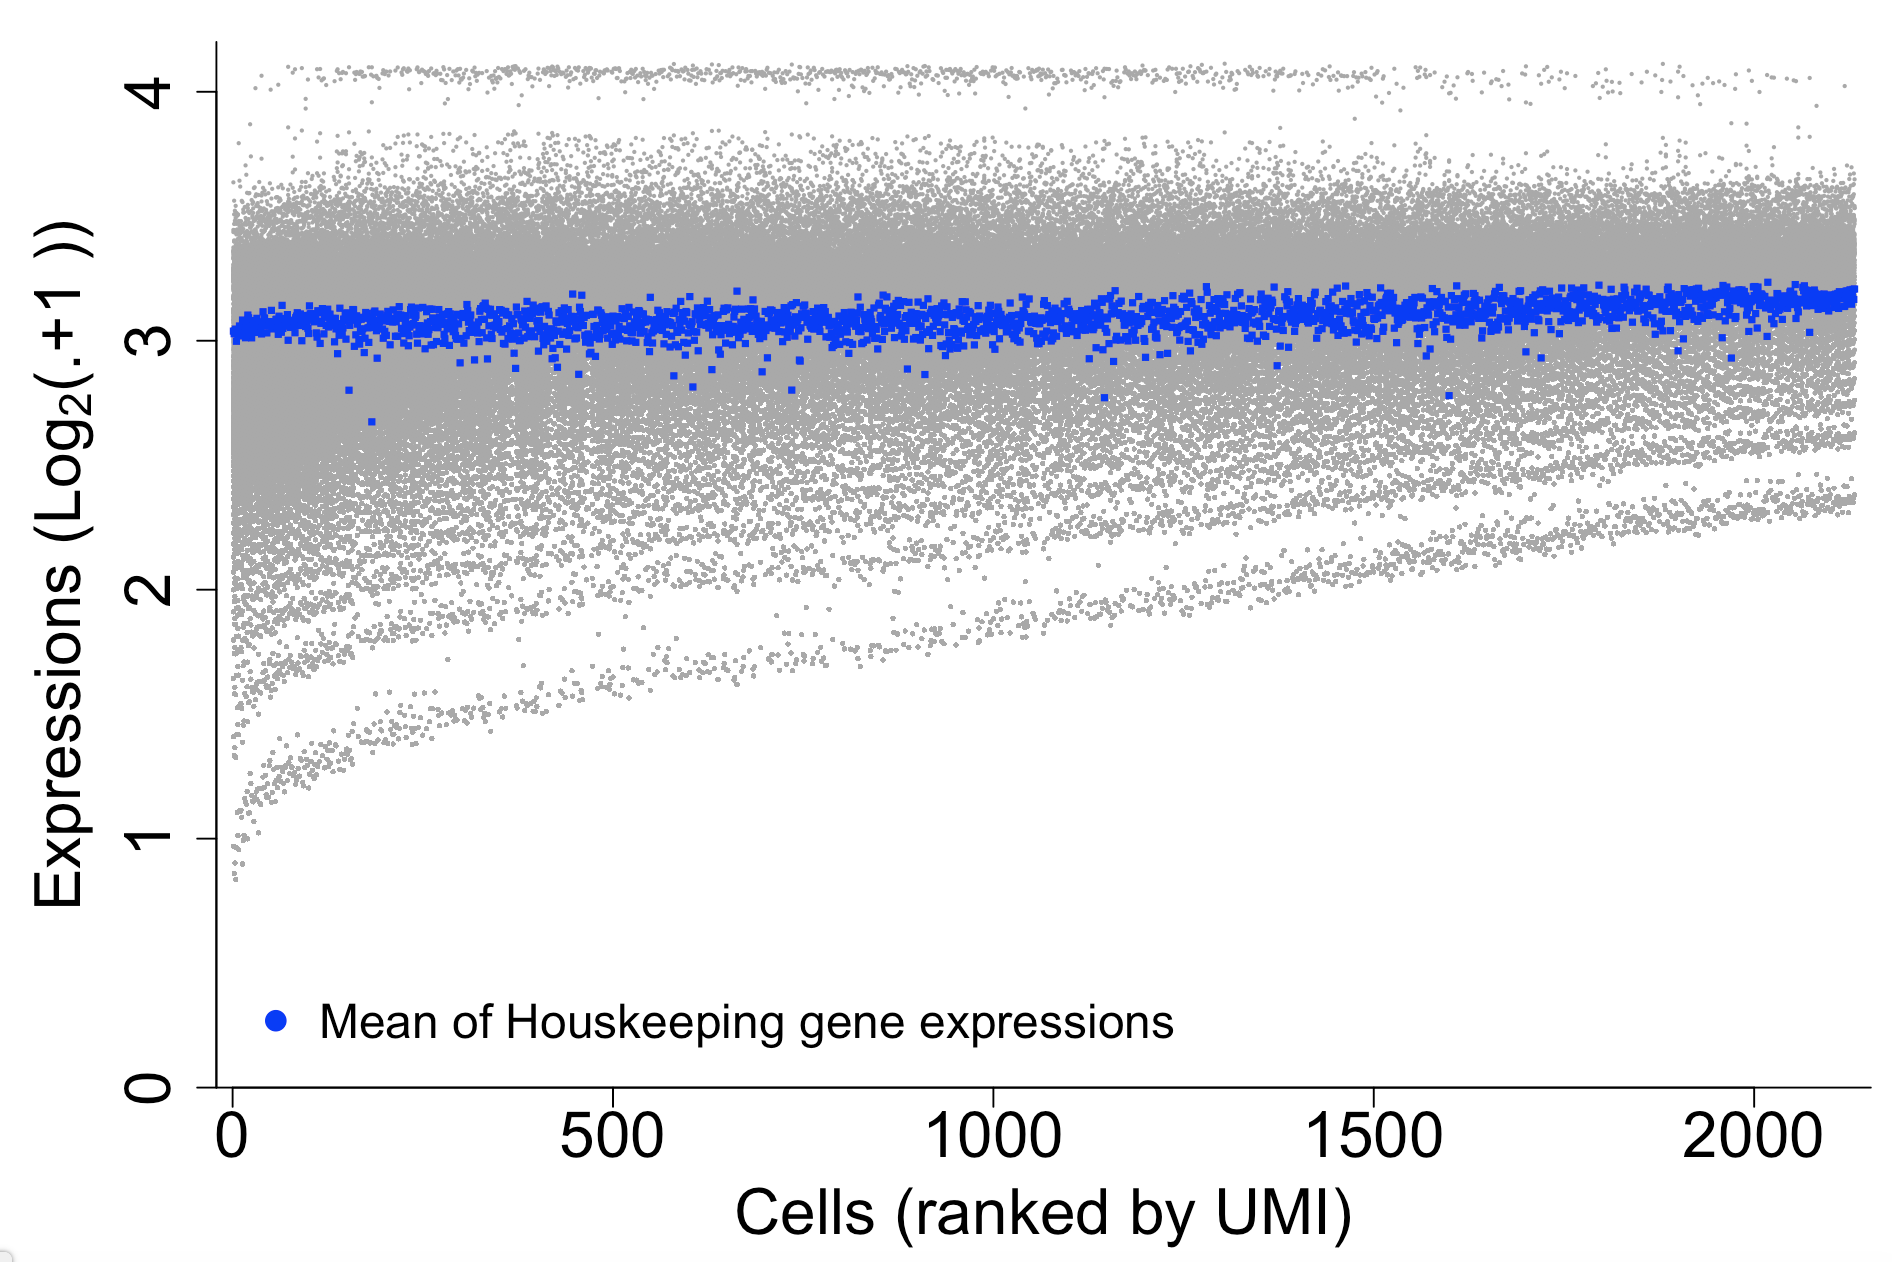 Expressions (Log2(.+1 ))
4
3
2
1
0
Mean of Houskeeping gene expressions
0 500 1000 1500 2000
Cells (ranked by UMI)